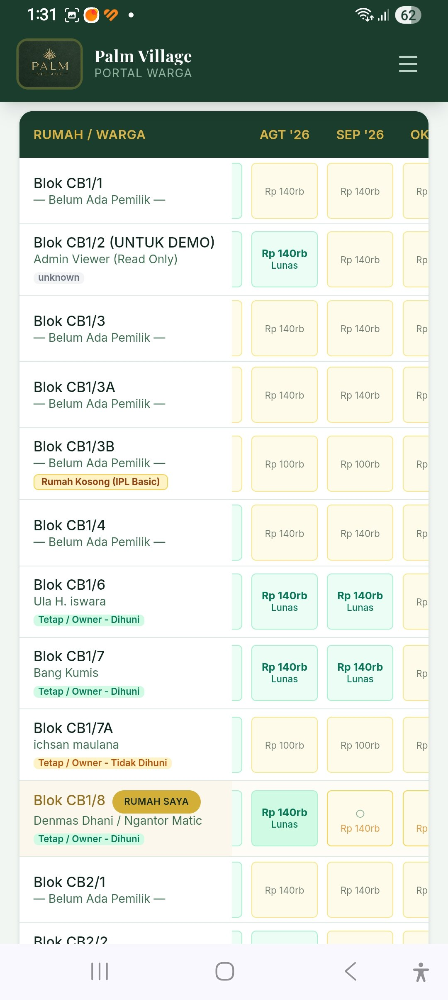 1:31
62
PALM
VILLAGE
Palm Village
PORTAL WARGA
RUMAH / WARGA AGT '26 SEP '26 OK
Blok CB1/1
— Belum Ada Pemilik —
Rp 140rb Rp 140rb Rp
Blok CB1/2 (UNTUK DEMO)
Admin Viewer (Read Only)
unknown
Rp 140rb
Lunas
Rp 140rb Rp
Blok CB1/3
— Belum Ada Pemilik —
Rp 140rb Rp 140rb Rp
Blok CB1/3A
— Belum Ada Pemilik —
Rp 140rb Rp 140rb Rp
Blok CB1/3B
— Belum Ada Pemilik —
Rumah Kosong (IPL Basic)
Rp 100rb Rp 100rb Rp
Blok CB1/4
— Belum Ada Pemilik —
Rp 140rb Rp 140rb Rp
Blok CB1/6
Ula H. iswara
Tetap / Owner - Dihuni
Rp 140rb
Lunas
Rp 140rb
Lunas
Rp
Blok CB1/7
Bang Kumis
Tetap / Owner - Dihuni
Rp 140rb
Lunas
Rp 140rb
Lunas
Rp
Blok CB1/7A
ichsan maulana
Tetap / Owner - Tidak Dihuni
Rp 100rb Rp 100rb Rp
Blok CB1/8 RUMAH SAYA
Denmas Dhani / Ngantor Matic
Tetap / Owner - Dihuni
Rp 140rb
Lunas
Rp 140rb Rp
Blok CB2/1
— Belum Ada Pemilik —
Rp 140rb Rp 140rb Rp
Blok CB2/2